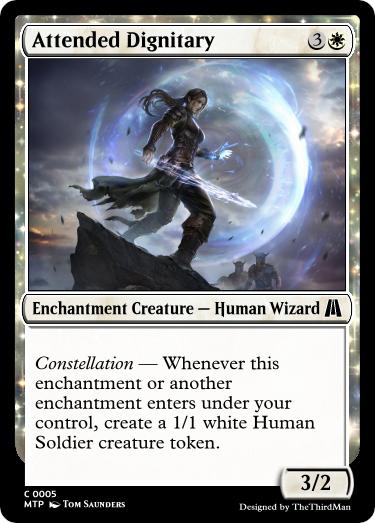 Attended Dignitary 3
Enchantment Creature — Human Wizard
Constellation — Whenever this
enchantment or another
enchantment enters under your
control, create a 1/1 white Human
Soldier creature token.
3/2
C 0005
MTP Tom Saunders
Designed by TheThirdMan